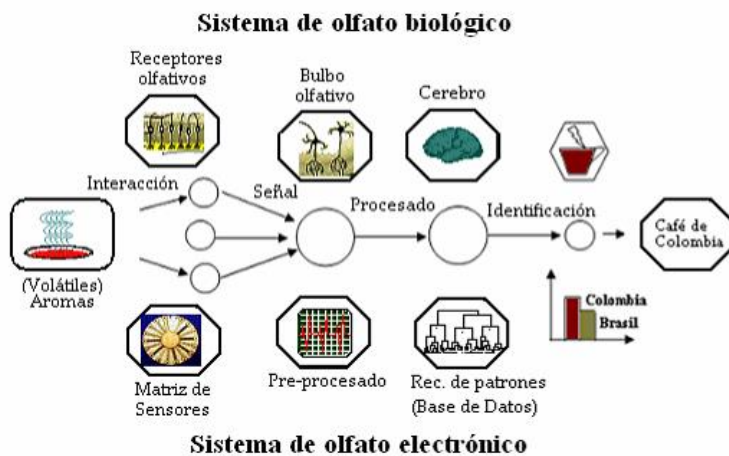 Sistema de olfato biológico
Receptores
olfativos
Bulbo
olfativo
Cerebro
Interacción
Señal
Procesado
Identificación
Café de
Colombia
(Volátiles)
Aromas
Colombia
Brasil
Matriz de
Sensores
Pre-procesado
Rec. de patrones
(Base de Datos)
Sistema de olfato electrónico